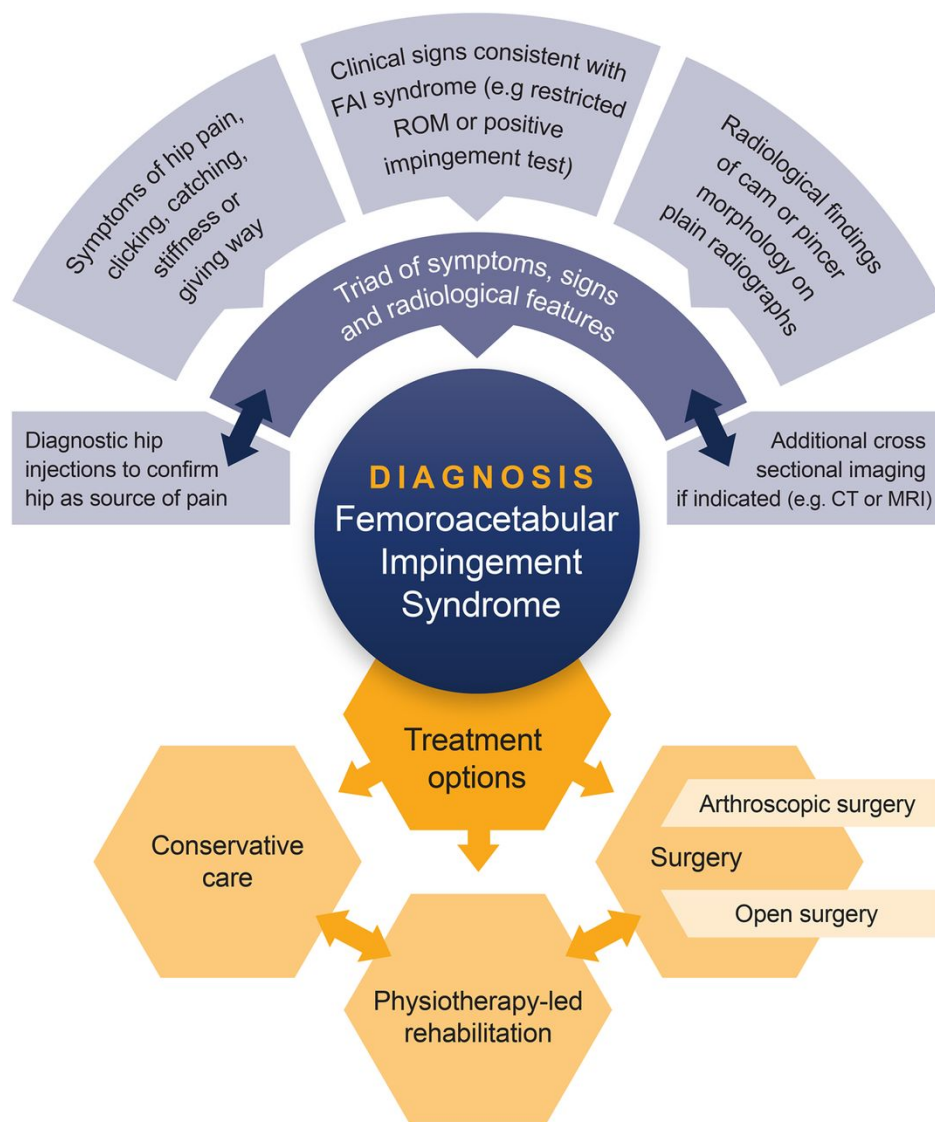 Symptoms of hip pain,
clicking, catching,
stiffness or
giving way
Clinical signs consistent with
FAI syndrome (e.g restricted
ROM or positive
impingement test)
Radiological findings
of cam or pincer
morphology on
plain radiographs
Triad of symptoms, signs
and radiological features
Diagnostic hip
injections to confirm
hip as source of pain
Additional cross
sectional imaging
if indicated (e.g. CT or MRI)
DIAGNOSIS
Femoroacetabular
Impingement
Syndrome
Treatment
options
Conservative
care
Physiotherapy-led
rehabilitation
Arthroscopic surgery
Surgery
Open surgery